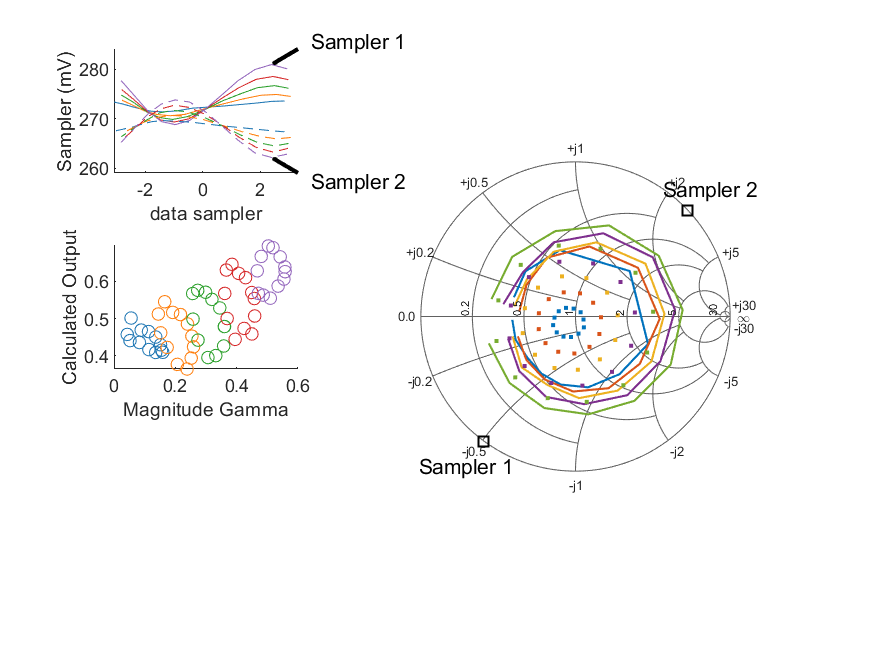 Sampler 1
Sampler (mV)
280
270
260
-2
0
2
data sampler
Sampler 2
Calculated Output
0.6
0.5
0.4
0
0.2
0.4
0.6
Magnitude Gamma
+j1
+j0.5
+j2
Sampler 2
+j0.2
+j5
0.0
0.2
0.5
1
2
5
30
+j30
∞
-j30
-j0.2
-j5
-j0.5
-j2
Sampler 1
-j1